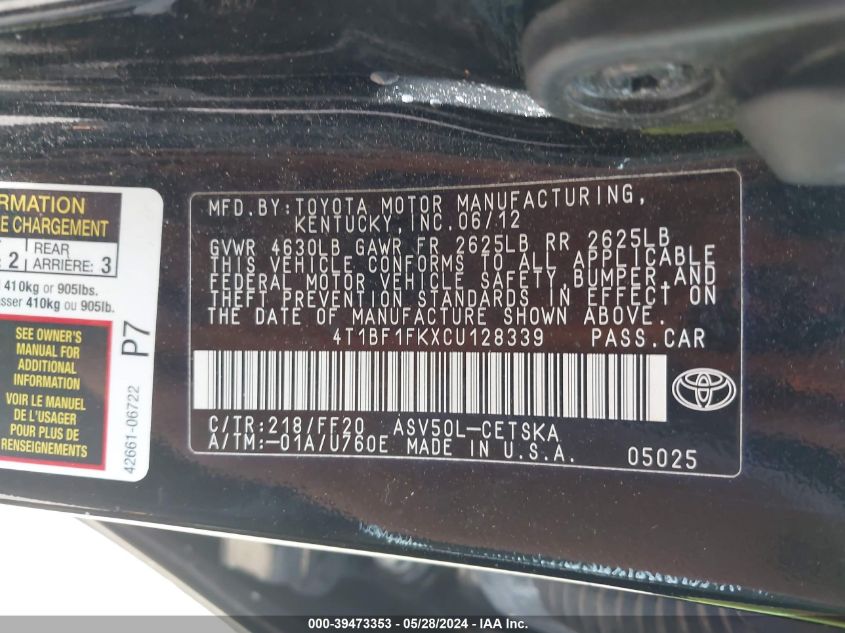 RMATION
E CHARGEMENT
2
REAR
ARRIÈRE: 3
410kg or 905lbs.
asser 410kg ou 905lb.
SEE OWNER'S
MANUAL FOR
ADDITIONAL
INFORMATION
VOIR LE MANUEL
DE L'USAGER
POUR PLUS DE
RENSEIGNEMENTS
P7
42661-06722
MFD.BY:TOYOTA MOTOR MANUFACTURING,
KENTUCKY,INC.06/12
GVWR 4630LB GAWR FR 2625LB RR 2625LB
THIS VEHICLE CONFORMS TO ALL APPLICABLE
FEDERAL MOTOR VEHICLE SAFETY,BUMPER,AND
THEFT PREVENTION STANDARDS IN EFFECT ON
THE DATE OF MANUFACTURE SHOWN ABOVE.
4T1BF1FKXCU128339 PASS.CAR
C/TR:218/FF20 ASV50L-CETSKA
A/TM:-01A/U760E MADE IN U.S.A. 05025
000-39473353 / 05/28/2024 - IAA Inc.